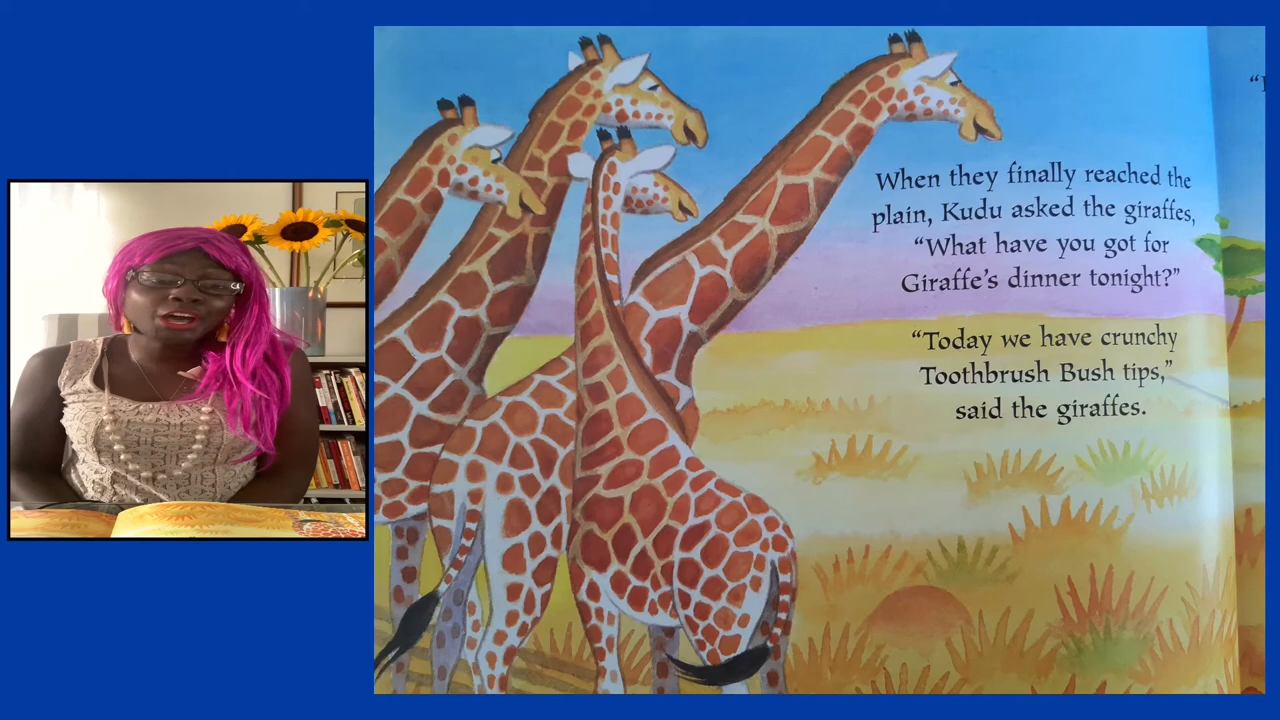 When they finally reached the
plain, Kudu asked the giraffes,
“What have you got for
Giraffe’s dinner tonight?”
“Today we have crunchy
Toothbrush Bush tips,”
said the giraffes.